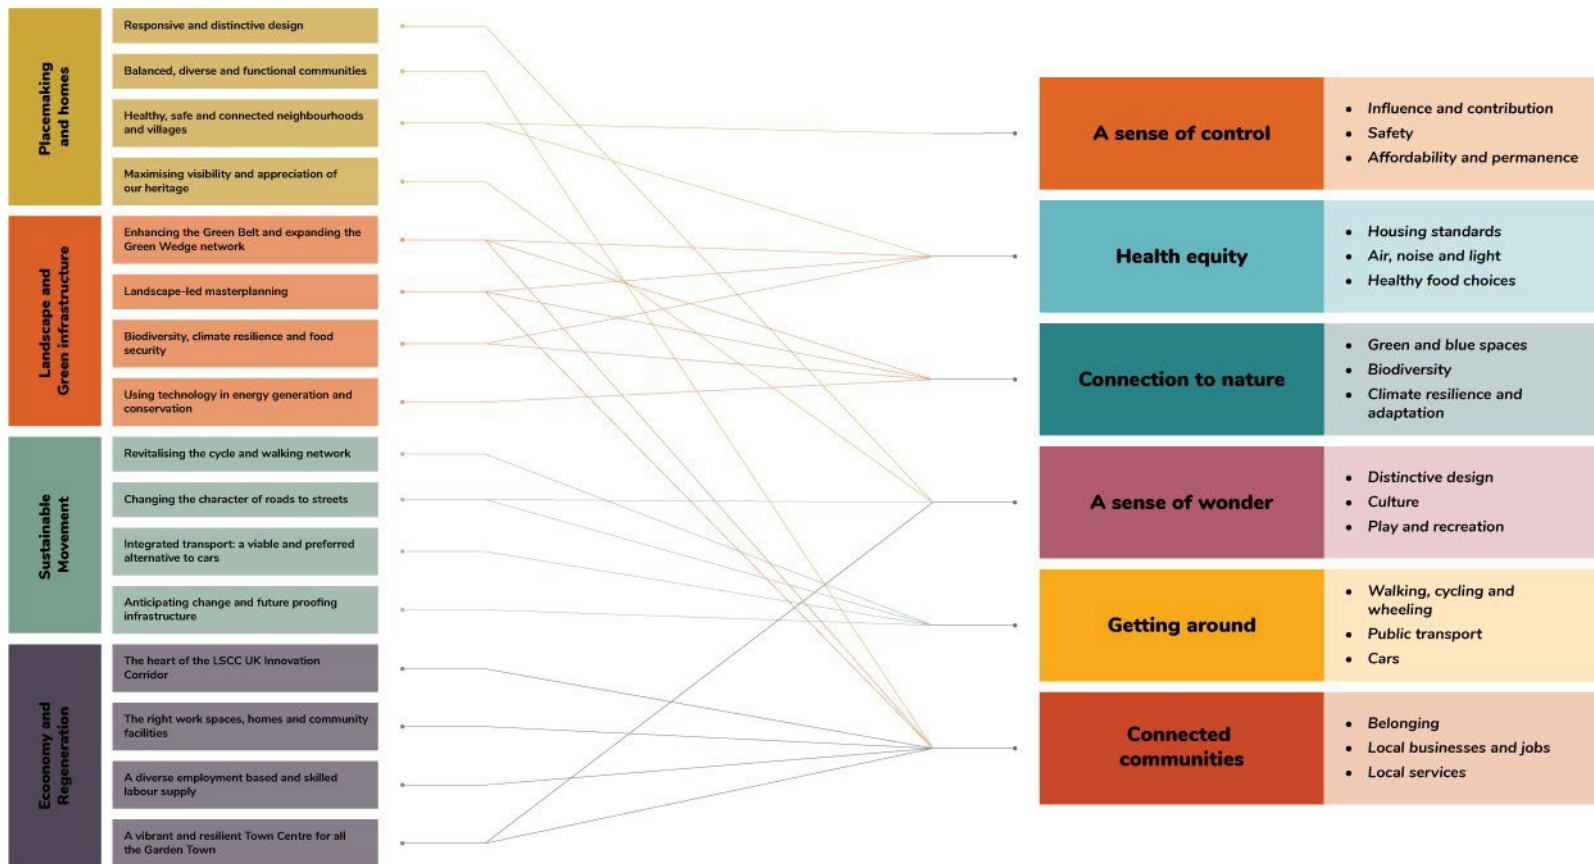 Placemaking
and homes
Responsive and distinctive design
Balanced, diverse and functional communities
Healthy, safe and connected neighbourhoods
and villages
Maximising visibility and appreciation of
our heritage
Landscape and
Green infrastructure
Enhancing the Green Belt and expanding the
Green Wedge network
Landscape-led masterplanning
Biodiversity, climate resilience and food
security
Using technology in energy generation and
conservation
Sustainable
Movement
Revitalising the cycle and walking network
Changing the character of roads to streets
Integrated transport: a viable and preferred
alternative to cars
Anticipating change and future proofing
infrastructure
Ecoonomy and
Regeneration
The heart of the LSCC UK Innovation
Corridor
The right work spaces, homes and community
facilities
A diverse employment based and skilled
labour supply
A vibrant and resilient Town Centre for all
the Garden Town
A sense of control
• Influence and contribution
• Safety
• Affordability and permanence
Health equity
• Housing standards
• Air, noise and light
• Healthy food choices
Connection to nature
• Green and blue spaces
• Biodiversity
• Climate resilience and
adaptation
A sense of wonder
• Distinctive design
• Culture
• Play and recreation
Getting around
• Walking, cycling and
wheeling
• Public transport
• Cars
Connected
communities
• Belonging
• Local businesses and jobs
• Local services